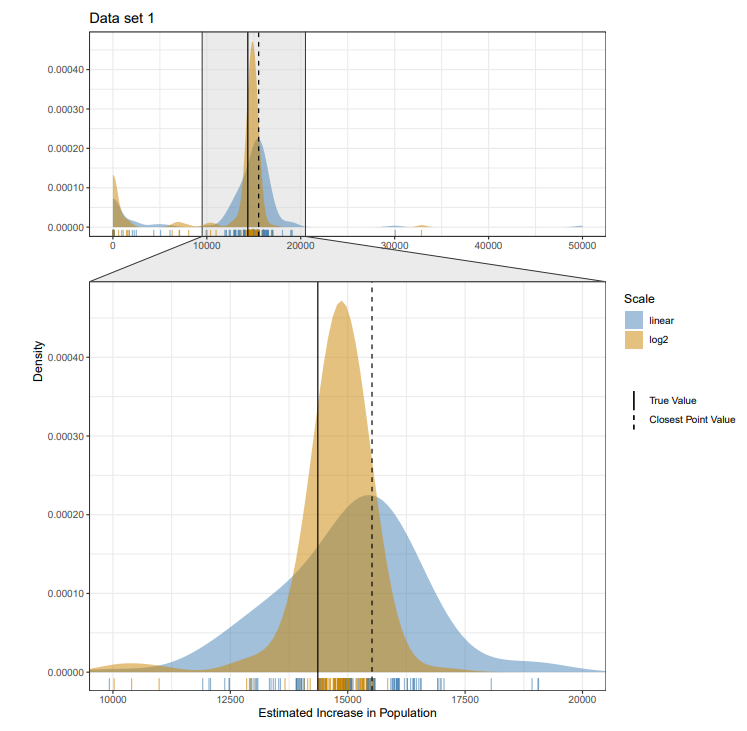 Data set 1
0.00040
0.00030
0.00020
0.00010
0.00000
0 10000 20000 30000 40000 50000
Density
0.00040
0.00030
0.00020
0.00010
0.00000
10000 12500 15000 17500 20000
Estimated Increase in Population
Scale
linear
log2
True Value
Closest Point Value